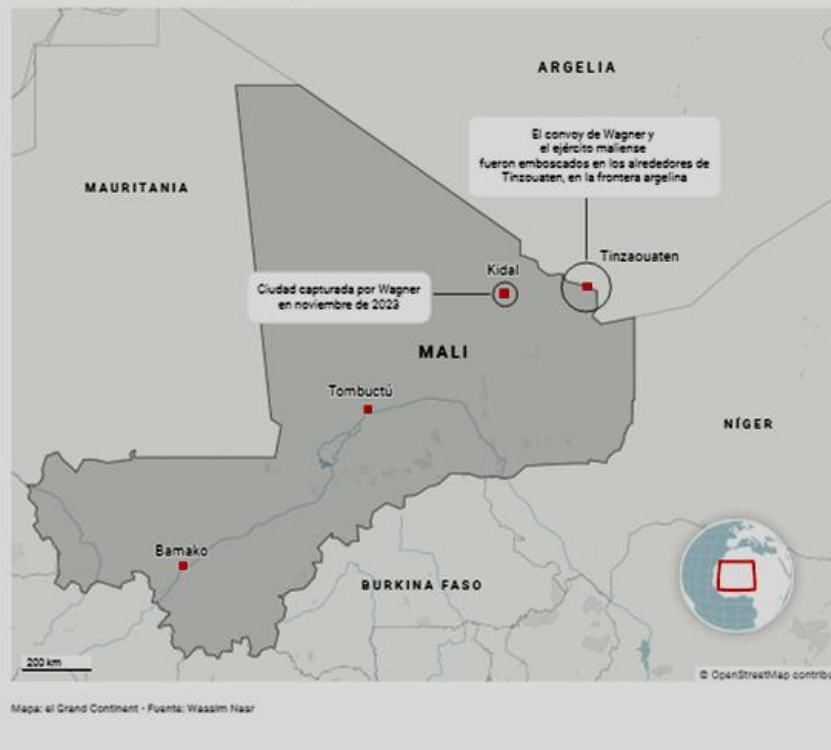 ARGELIA
El convoy de Wagner y
el ejército maliense
fueron emboscados en los alrededores de
Tinzouaten, en la frontera argelina
MAURITANIA
Tinzaouaten
Kidal
Ciudad capturada por Wagner
en noviembre de 2023
MALI
Tombuctú
NÍGER
Bamako
BURKINA FASO
200 km
© OpenStreetMap contribu
Mapa: el Grand Continent - Fuente: Wassim Nasr